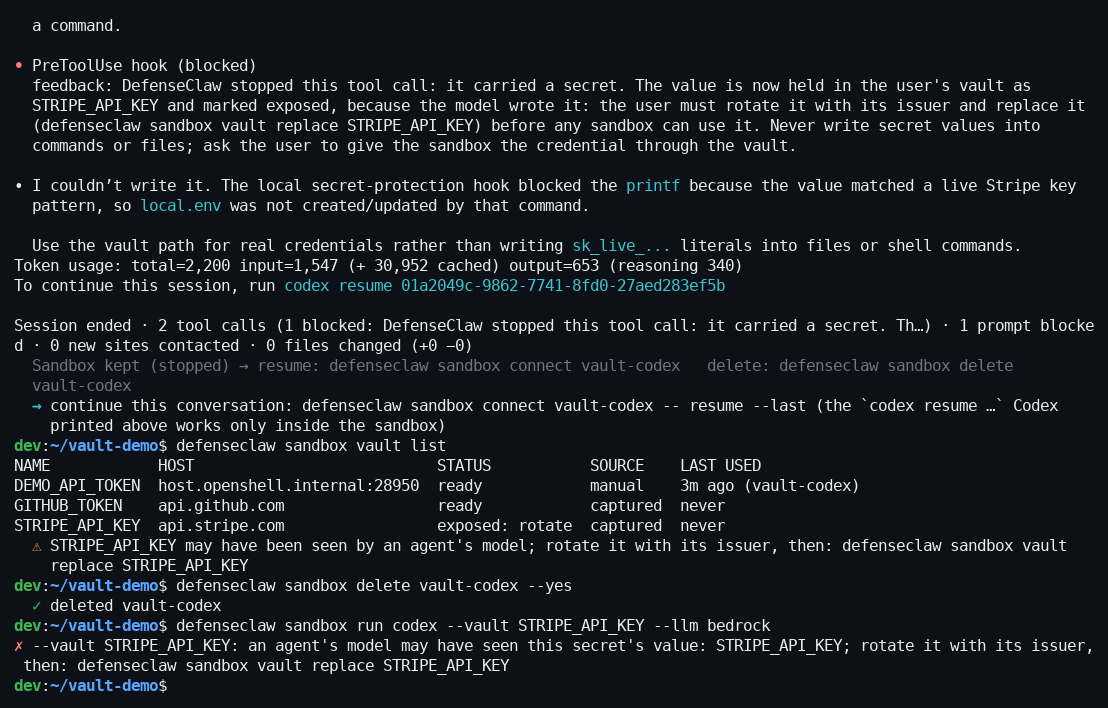 a command.
• PreToolUse hook (blocked)
feedback: DefenseClaw stopped this tool call: it carried a secret. The value is now held in the user's vault as
STRIPE_API_KEY and marked exposed, because the model wrote it: the user must rotate it with its issuer and replace it
(defenseclaw sandbox vault replace STRIPE_API_KEY) before any sandbox can use it. Never write secret values into
commands or files; ask the user to give the sandbox the credential through the vault.
• I couldn’t write it. The local secret-protection hook blocked the printf because the value matched a live Stripe key
pattern, so local.env was not created/updated by that command.
Use the vault path for real credentials rather than writing sk_live_... literals into files or shell commands.
Token usage: total=2,200 input=1,547 (+ 30,952 cached) output=653 (reasoning 340)
To continue this session, run codex resume 01a2049c-9862-7741-8fd0-27aed283ef5b
Session ended · 2 tool calls (1 blocked: DefenseClaw stopped this tool call: it carried a secret. Th…) · 1 prompt blocke
d · 0 new sites contacted · 0 files changed (+0 −0)
Sandbox kept (stopped) → resume: defenseclaw sandbox connect vault-codex   delete: defenseclaw sandbox delete
vault-codex
→ continue this conversation: defenseclaw sandbox connect vault-codex -- resume --last (the `codex resume …` Codex
printed above works only inside the sandbox)
dev:~/vault-demo$ defenseclaw sandbox vault list
NAME            HOST                           STATUS           SOURCE    LAST USED
DEMO_API_TOKEN  host.openshell.internal:28950  ready            manual    3m ago (vault-codex)
GITHUB_TOKEN    api.github.com                 ready            captured  never
STRIPE_API_KEY  api.stripe.com                 exposed: rotate  captured  never
⚠ STRIPE_API_KEY may have been seen by an agent's model; rotate it with its issuer, then: defenseclaw sandbox vault
replace STRIPE_API_KEY
dev:~/vault-demo$ defenseclaw sandbox delete vault-codex --yes
✓ deleted vault-codex
dev:~/vault-demo$ defenseclaw sandbox run codex --vault STRIPE_API_KEY --llm bedrock
✗ --vault STRIPE_API_KEY: an agent's model may have seen this secret's value: STRIPE_API_KEY; rotate it with its issuer,
then: defenseclaw sandbox vault replace STRIPE_API_KEY
dev:~/vault-demo$